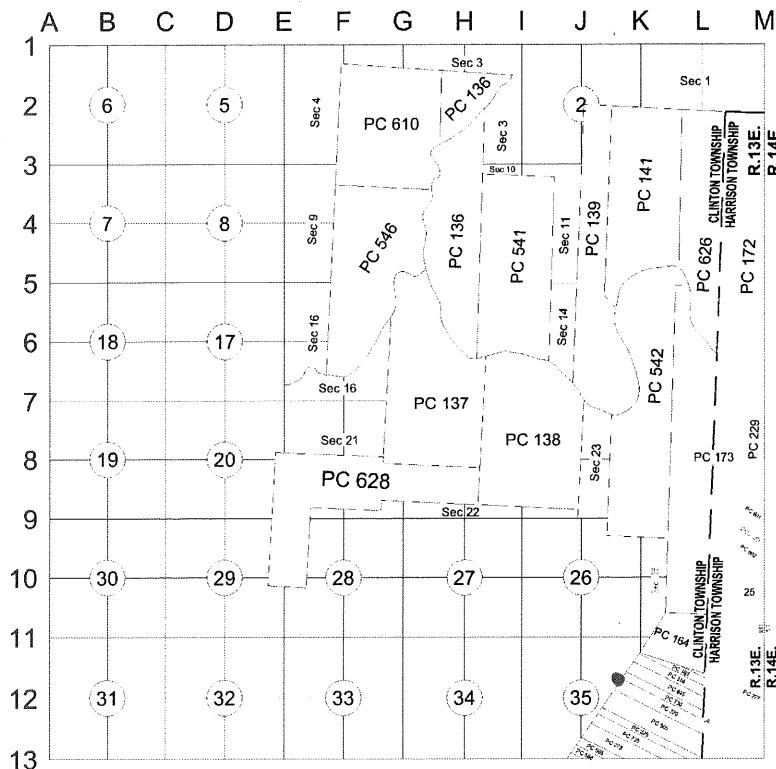 A B C D E F G H I J K L M
1
Sec 3
Sec 1
2
6
5
Sec 4
PC 610
PC 136
Sec 3
2
PC 141
CLINTON TOWNSHIP
HARRISON TOWNSHIP
R.13E.
R.14E.
3
Sec 10
4
7
8
Sec 9
PC 546
PC 136
PC 541
Sec 11
PC 139
PC 626
PC 172
5
6
18
17
Sec 16
Sec 14
PC 542
7
Sec 16
PC 137
PC 138
PC 229
8
19
20
Sec 21
Sec 23
PC 173
PC 628
9
Sec 22
10
30
29
28
27
26
25
CLINTON TOWNSHIP
HARRISON TOWNSHIP
R.13E.
R.14E.
11
PC 164
12
31
32
33
34
35
13